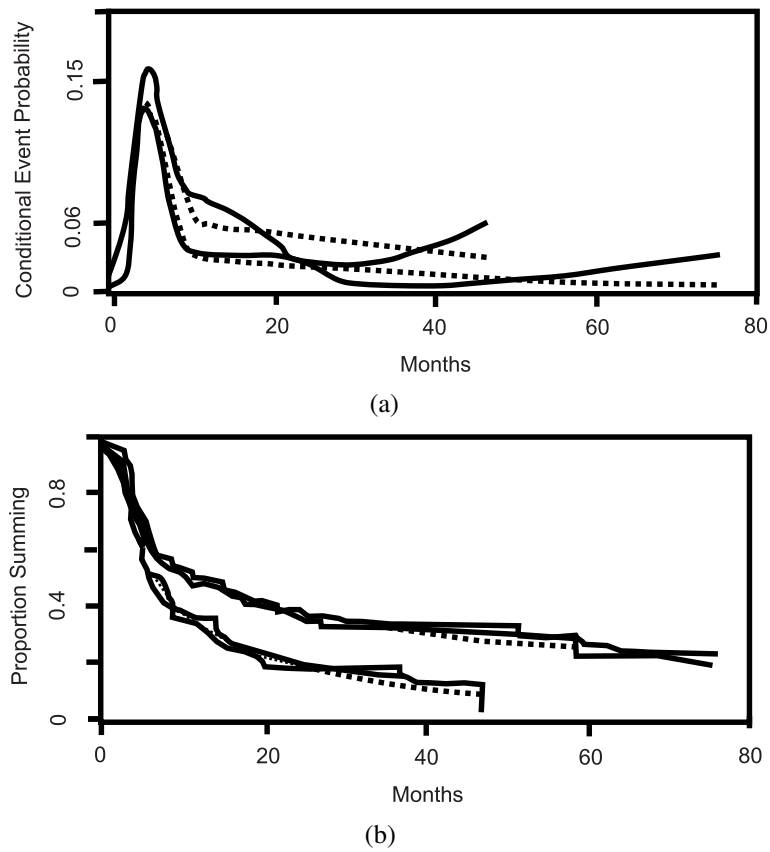 Conditional Event Probability
0.15
0.06
0
0 20 40 60 80
Months
(a)
Proportion Summing
0.8
0.4
0
0 20 40 60 80
Months
(b)